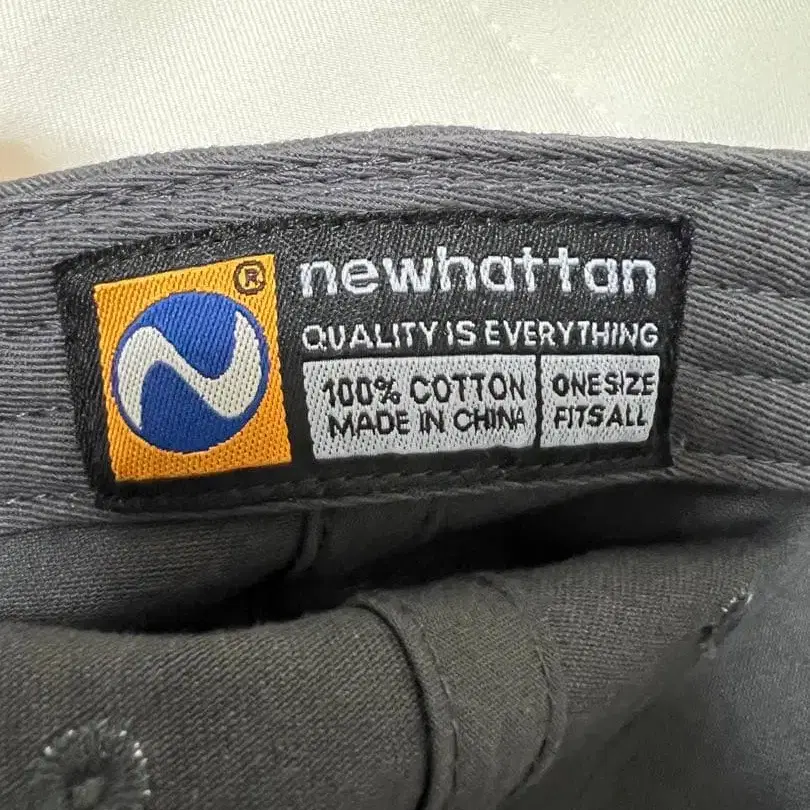 ®
newhattan
QUALITY IS EVERYTHING
100% COTTON
MADE IN CHINA
ONE SIZE
FITS ALL